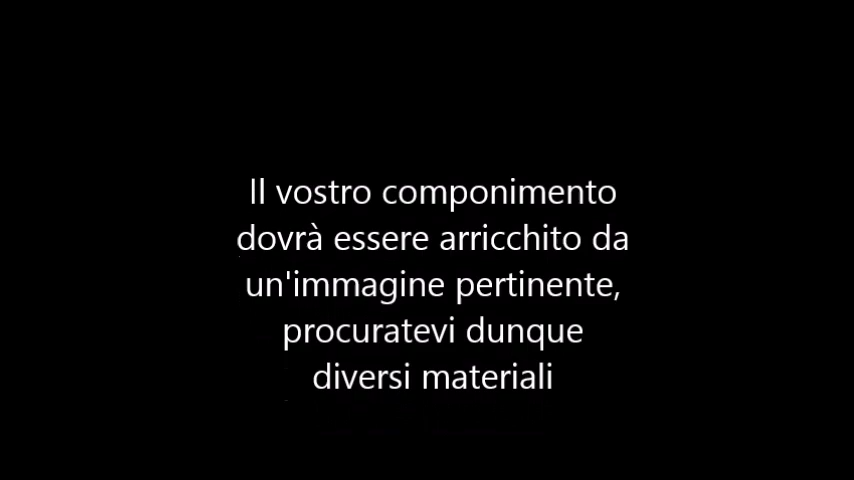 Il vostro componimento
dovrà essere arricchito da
un'immagine pertinente,
procuratevi dunque
diversi materiali